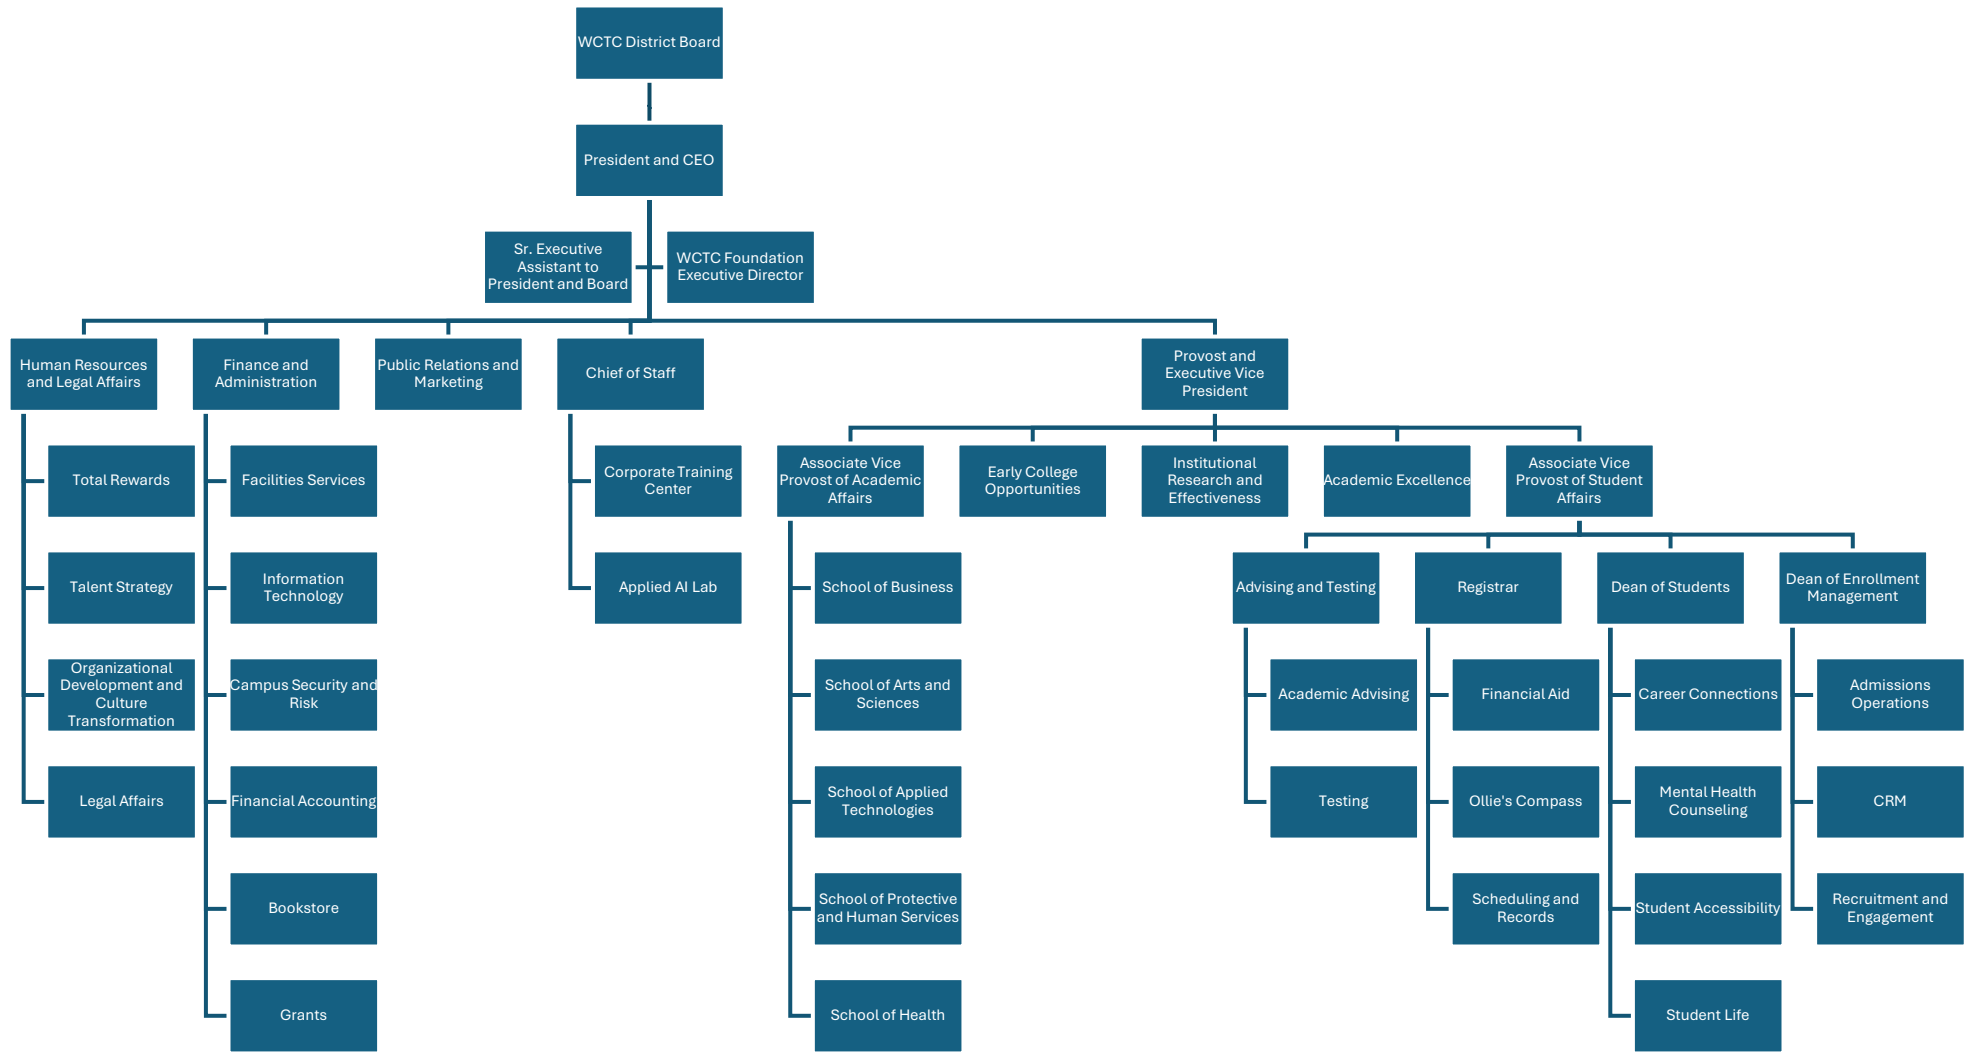 WCTC District Board
President and CEO
Sr. Executive
Assistant to
President and Board
WCTC Foundation
Executive Director
Human Resources
and Legal Affairs
Finance and
Administration
Public Relations and
Marketing
Chief of Staff
Provost and
Executive Vice
President
Total Rewards
Talent Strategy
Organizational
Development and
Culture
Transformation
Legal Affairs
Facilities Services
Information
Technology
Campus Security and
Risk
Financial Accounting
Bookstore
Grants
Corporate Training
Center
Applied AI Lab
Associate Vice
Provost of Academic
Affairs
Early College
Opportunities
Institutional
Research and
Effectiveness
Academic Excellence
Associate Vice
Provost of Student
Affairs
School of Business
School of Arts and
Sciences
School of Applied
Technologies
School of Protective
and Human Services
School of Health
Advising and Testing
Registrar
Dean of Students
Dean of Enrollment
Management
Academic Advising
Testing
Financial Aid
Ollie's Compass
Scheduling and
Records
Career Connections
Mental Health
Counseling
Student Accessibility
Student Life
Admissions
Operations
CRM
Recruitment and
Engagement